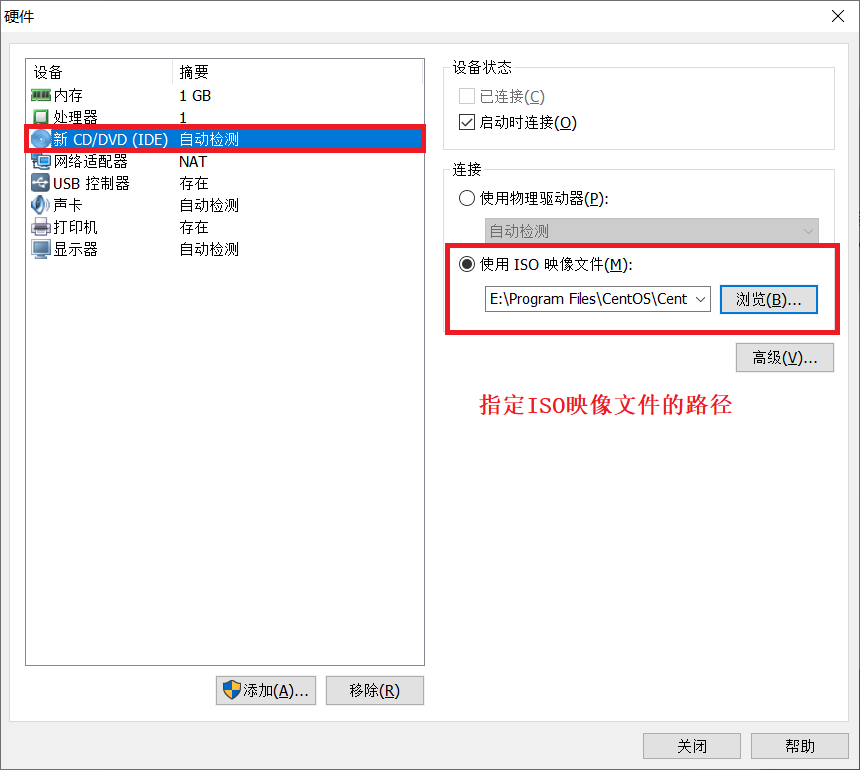 硬件
设备 摘要
内存 1 GB
处理器 1
新 CD/DVD (IDE) 自动检测
网络适配器 NAT
USB 控制器 存在
声卡 自动检测
打印机 存在
显示器 自动检测
添加(A)... 移除(R)
设备状态
已连接(C)
启动时连接(O)
连接
使用物理驱动器(P):
自动检测
使用 ISO 映像文件(M):
E:\Program Files\CentOS\Cent 浏览(B)...
高级(V)...
指定ISO映像文件的路径
关闭 帮助